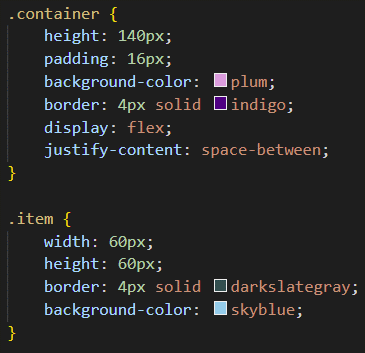 .container {
    height: 140px;
    padding: 16px;
    background-color: plum;
    border: 4px solid indigo;
    display: flex;
    justify-content: space-between;
}

.item {
    width: 60px;
    height: 60px;
    border: 4px solid darkslategray;
    background-color: skyblue;
}